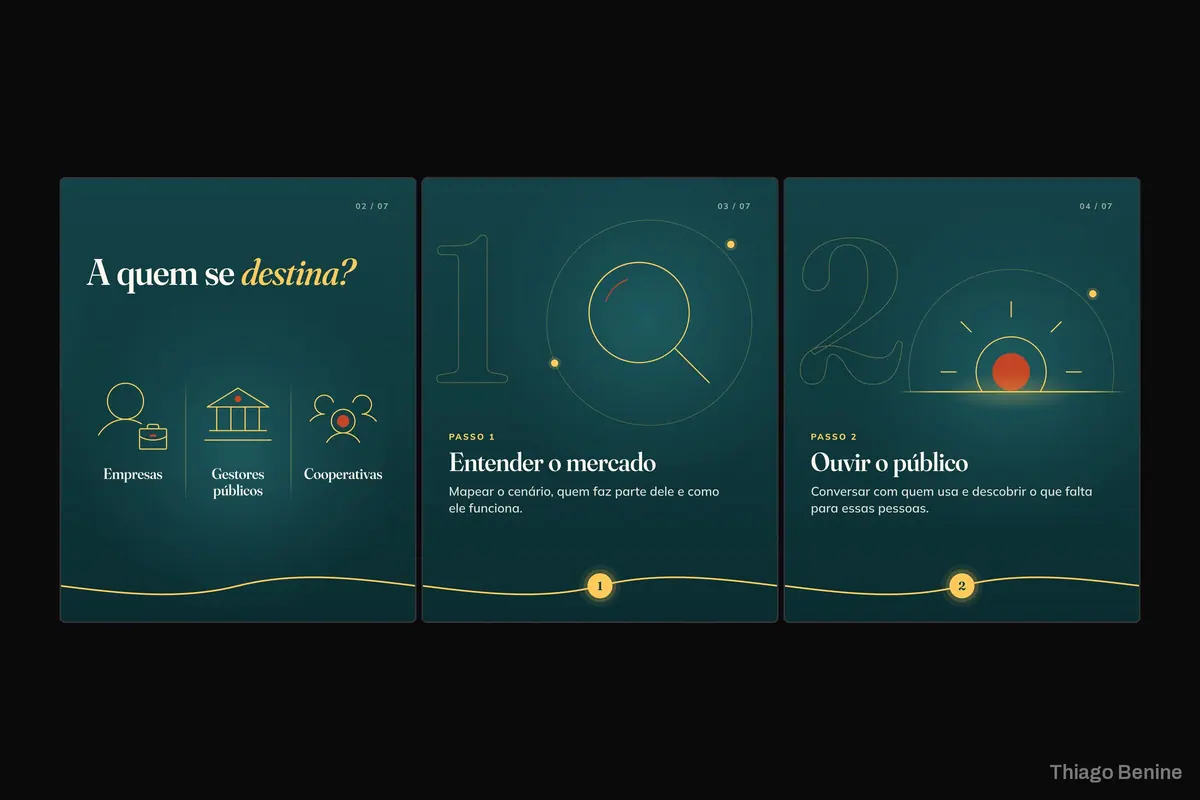 02 / 07
A quem se destina?
Empresas
Gestores
públicos
Cooperativas
03 / 07
1
PASSO 1
Entender o mercado
Mapear o cenário, quem faz parte dele e como
ele funciona.
1
04 / 07
2
PASSO 2
Ouvir o público
Conversar com quem usa e descobrir o que falta
para essas pessoas.
2
Thiago Benine